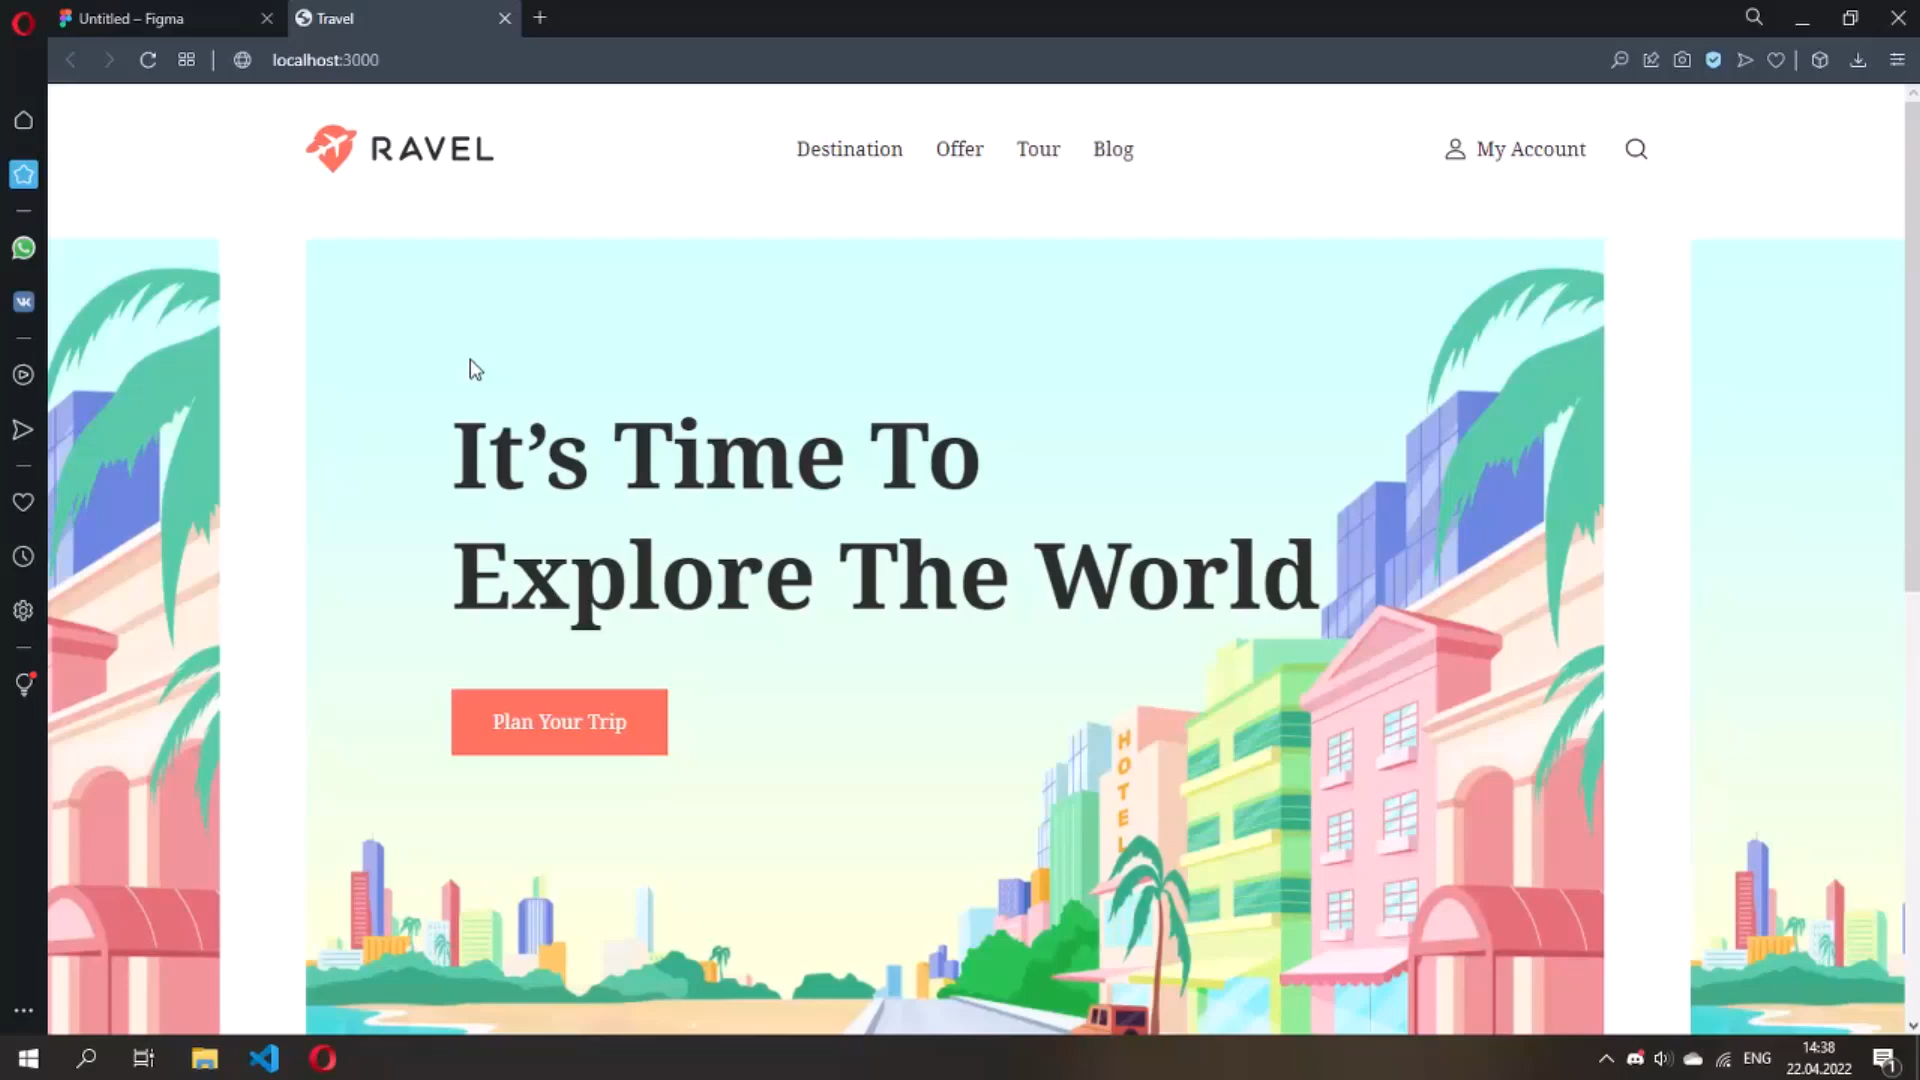 Untitled – Figma
Travel
localhost:3000
RAVEL
Destination
Offer
Tour
Blog
My Account
It’s Time To
Explore The World
Plan Your Trip
HOTEL
ENG
14:38
22.04.2022
1